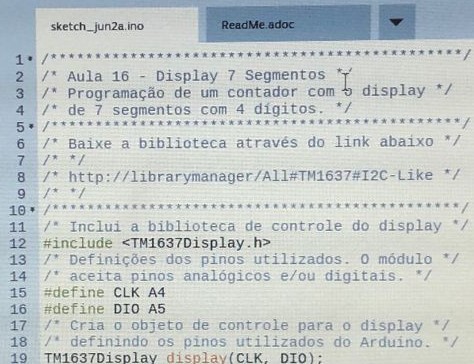 sketch_jun2a.ino ReadMe.adoc
1 /***********************************************/
2 /* Aula 16 - Display 7 Segmentos */
3 /* Programação de um contador com o display */
4 /* de 7 segmentos com 4 dígitos. */
5 /***********************************************/
6 /* Baixe a biblioteca através do link abaixo */
7 /* */
8 /* http://librarymanager/All#TM1637#I2C-Like */
9 /* */
10 /***********************************************/
11 /* Inclui a biblioteca de controle do display */
12 #include <TM1637Display.h>
13 /* Definições dos pinos utilizados. O módulo */
14 /* aceita pinos analógicos e/ou digitais. */
15 #define CLK A4
16 #define DIO A5
17 /* Cria o objeto de controle para o display */
18 /* definindo os pinos utilizados do Arduino. */
19 TM1637Display display(CLK, DIO);